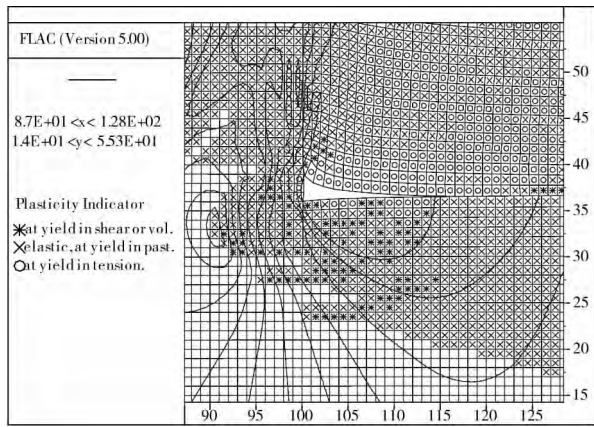 FLAC (Version 5.00)
8.7E+01 <x< 1.28E+02
1.4E+01 <y< 5.53E+01
Plasticity Indicator
at yield in shear or vol.
elastic, at yield in past.
at yield in tension.
50
45
40
35
30
25
20
15
90 95 100 105 110 115 120 125